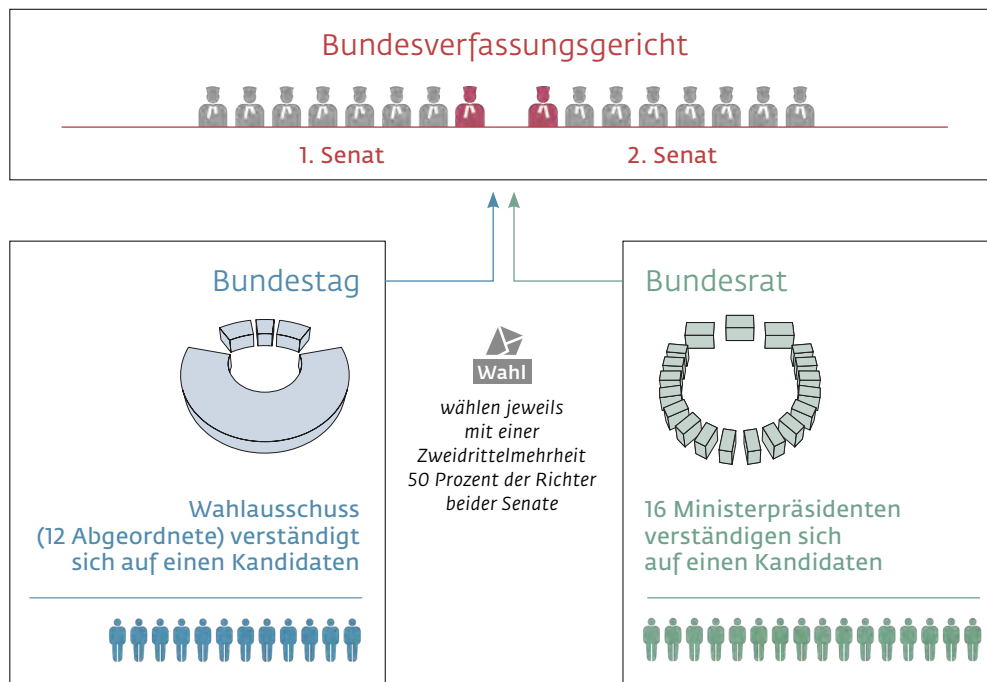 Bundesverfassungsgericht
1. Senat
2. Senat
Bundestag
Wahlausschuss
(12 Abgeordnete) verständigt
sich auf einen Kandidaten
Wahl
wählen jeweils
mit einer
Zweidrittelmehrheit
50 Prozent der Richter
beider Senate
Bundesrat
16 Ministerpräsidenten
verständigen sich
auf einen Kandidaten